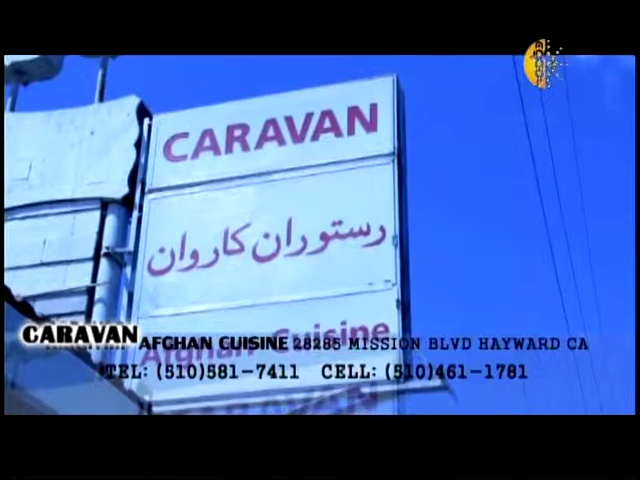 CARAVAN
رستوران کاروان
Afghan Cuisine
CARAVAN AFGHAN CUISINE 28285 MISSION BLVD HAYWARD CA
TEL: (510)581-7411 CELL: (510)461-1781
CARAVAN